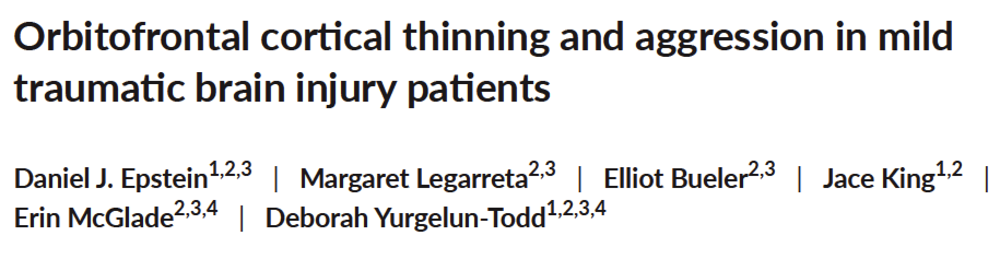 Orbitofrontal cortical thinning and aggression in mild
traumatic brain injury patients
Daniel J. Epstein1,2,3 | Margaret Legarreta2,3 | Elliot Bueler2,3 | Jace King1,2 |
Erin McGlade2,3,4 | Deborah Yurgelun-Todd1,2,3,4